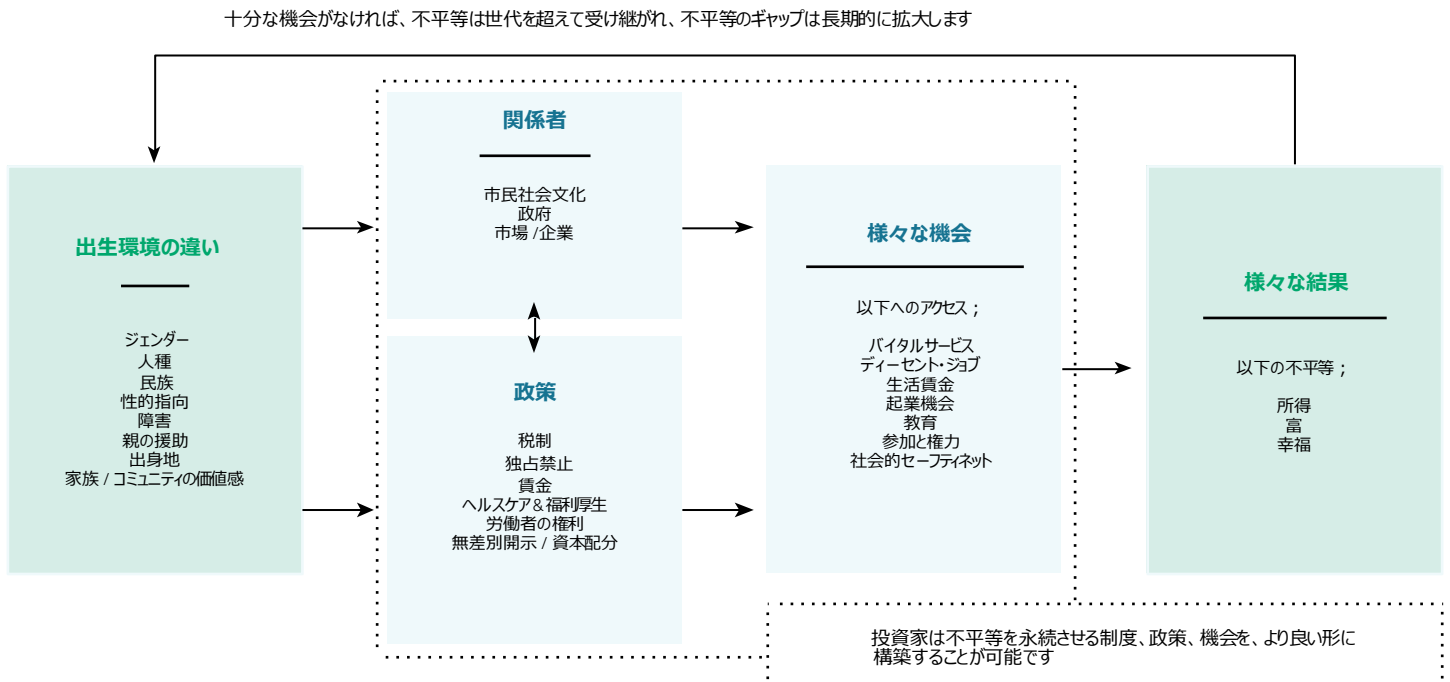 十分な機会がなければ、不平等は世代を超えて受け継がれ、不平等のギャップは長期的に拡大します
出生環境の違い
ジェンダー
人種
民族
性的指向
障害
親の援助
出身地
家族 / コミュニティの価値感
関係者
市民社会文化
政府
市場 /企業
政策
税制
独占禁止
賃金
ヘルスケア&福利厚生
労働者の権利
無差別開示 / 資本配分
様々な機会
以下へのアクセス ;
バイタルサービス
ディーセント・ジョブ
生活賃金
起業機会
教育
参加と権力
社会的セーフティネット
様々な結果
以下の不平等 ;
所得
富
幸福
投資家は不平等を永続させる制度、政策、機会を、より良い形に
構築することが可能です